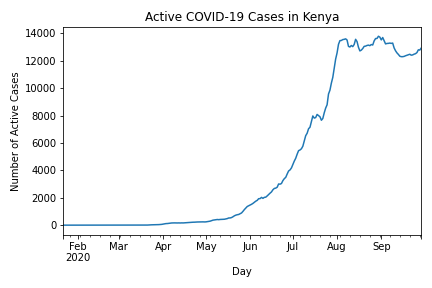 Active COVID-19 Cases in Kenya
Number of Active Cases
14000
12000
10000
8000
6000
4000
2000
0
Feb Mar Apr May Jun Jul Aug Sep
2020
Day